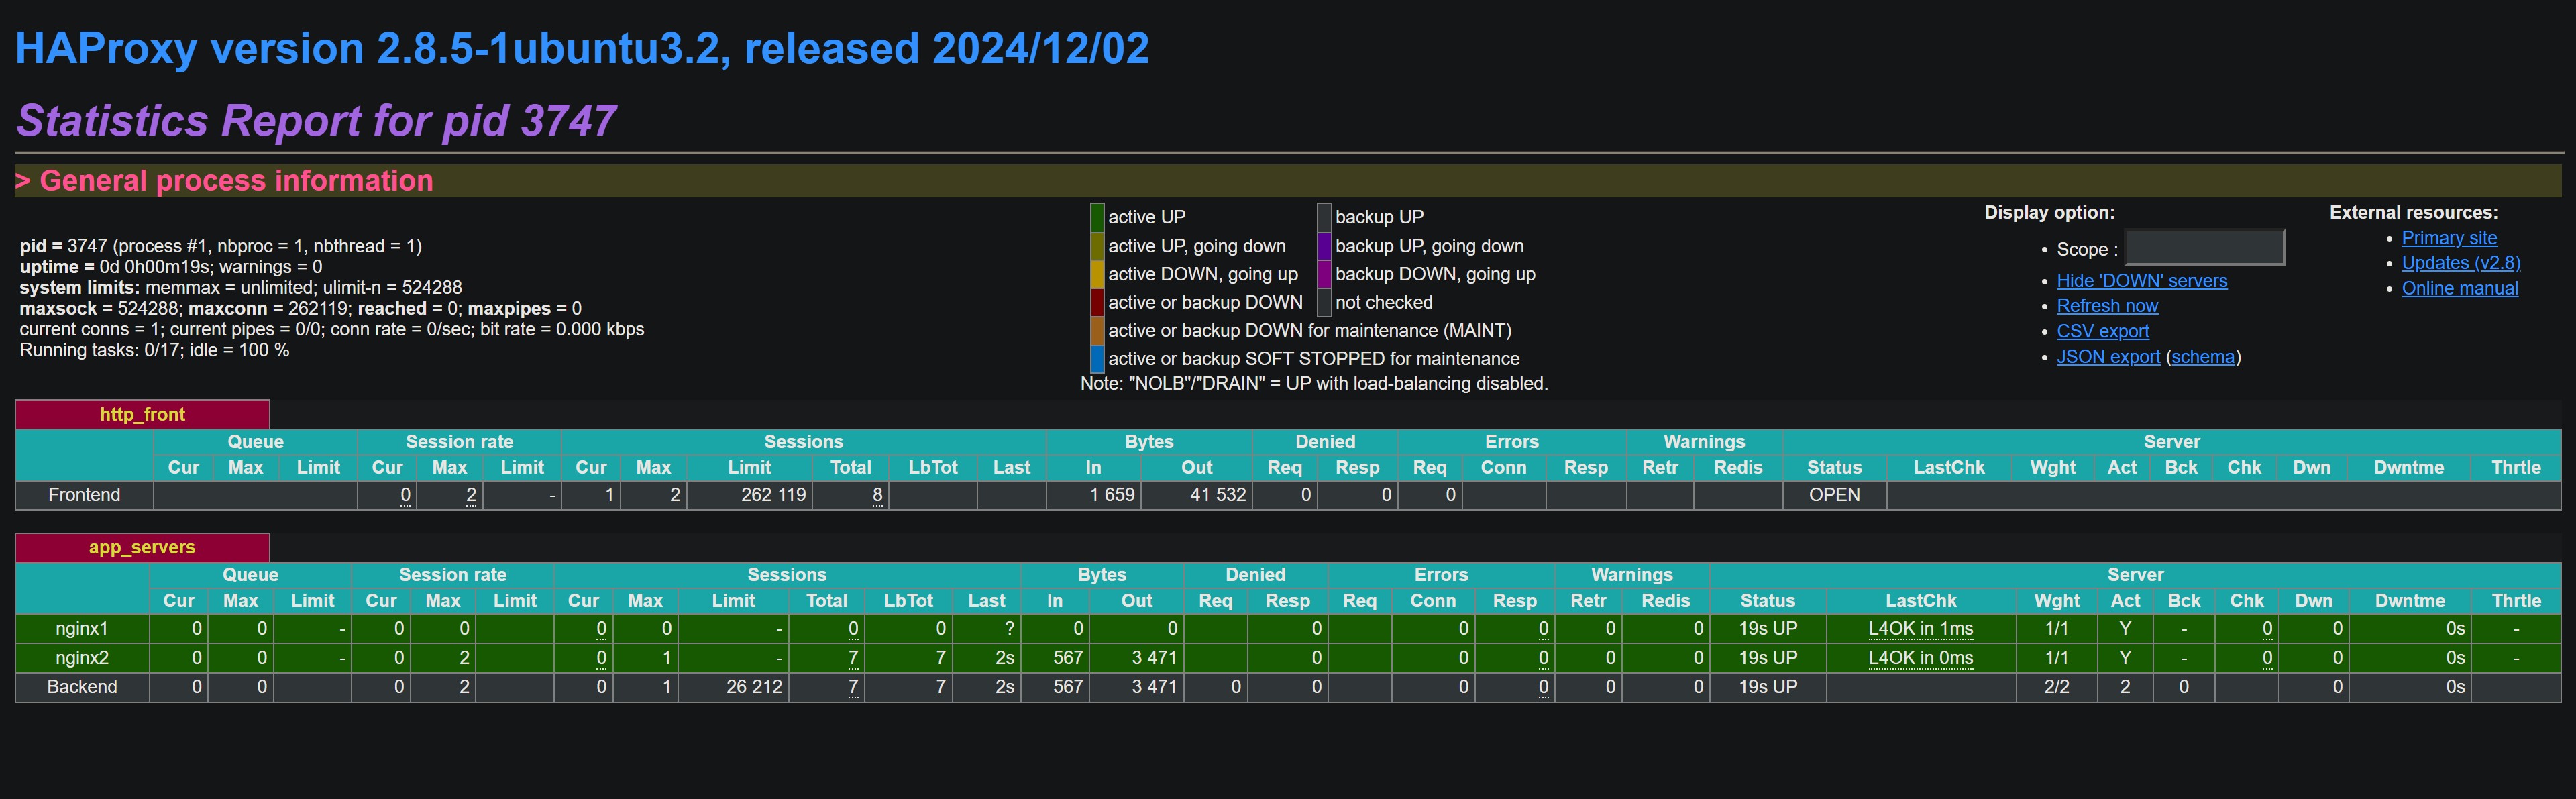 HAProxy version 2.8.5-1ubuntu3.2, released 2024/12/02
Statistics Report for pid 3747
> General process information
pid = 3747 (process #1, nbproc = 1, nbthread = 1)
uptime = 0d 0h00m19s; warnings = 0
system limits: memmax = unlimited; ulimit-n = 524288
maxsock = 524288; maxconn = 262119; reached = 0; maxpipes = 0
current conns = 1; current pipes = 0/0; conn rate = 0/sec; bit rate = 0.000 kbps
Running tasks: 0/17; idle = 100 %
active UP backup UP
active UP, going down backup UP, going down
active DOWN, going up backup DOWN, going up
active or backup DOWN not checked
active or backup DOWN for maintenance (MAINT)
active or backup SOFT STOPPED for maintenance
Note: "NOLB"/"DRAIN" = UP with load-balancing disabled.
Display option:
• Scope :
• Hide 'DOWN' servers
• Refresh now
• CSV export
• JSON export (schema)
External resources:
• Primary site
• Updates (v2.8)
• Online manual
http_front
Queue Session rate Sessions Bytes Denied Errors Warnings Server
Cur Max Limit Cur Max Limit Cur Max Limit Total LbTot Last In Out Req Resp Req Conn Resp Retr Redis Status LastChk Wght Act Bck Chk Dwn Dwntme Thrtle
Frontend 0 2 - 1 2 262 119 8 1 659 41 532 0 0 0 OPEN
app_servers
Queue Session rate Sessions Bytes Denied Errors Warnings Server
Cur Max Limit Cur Max Limit Cur Max Limit Total LbTot Last In Out Req Resp Req Conn Resp Retr Redis Status LastChk Wght Act Bck Chk Dwn Dwntme Thrtle
nginx1 0 0 - 0 0 0 0 - 0 0 ? 0 0 0 0 0 0 0 19s UP L4OK in 1ms 1/1 Y - 0 0 0s -
nginx2 0 0 - 0 2 0 1 - 7 7 2s 567 3 471 0 0 0 0 0 19s UP L4OK in 0ms 1/1 Y - 0 0 0s -
Backend 0 0 0 2 0 1 26 212 7 7 2s 567 3 471 0 0 0 0 0 0 19s UP 2/2 2 0 0 0s